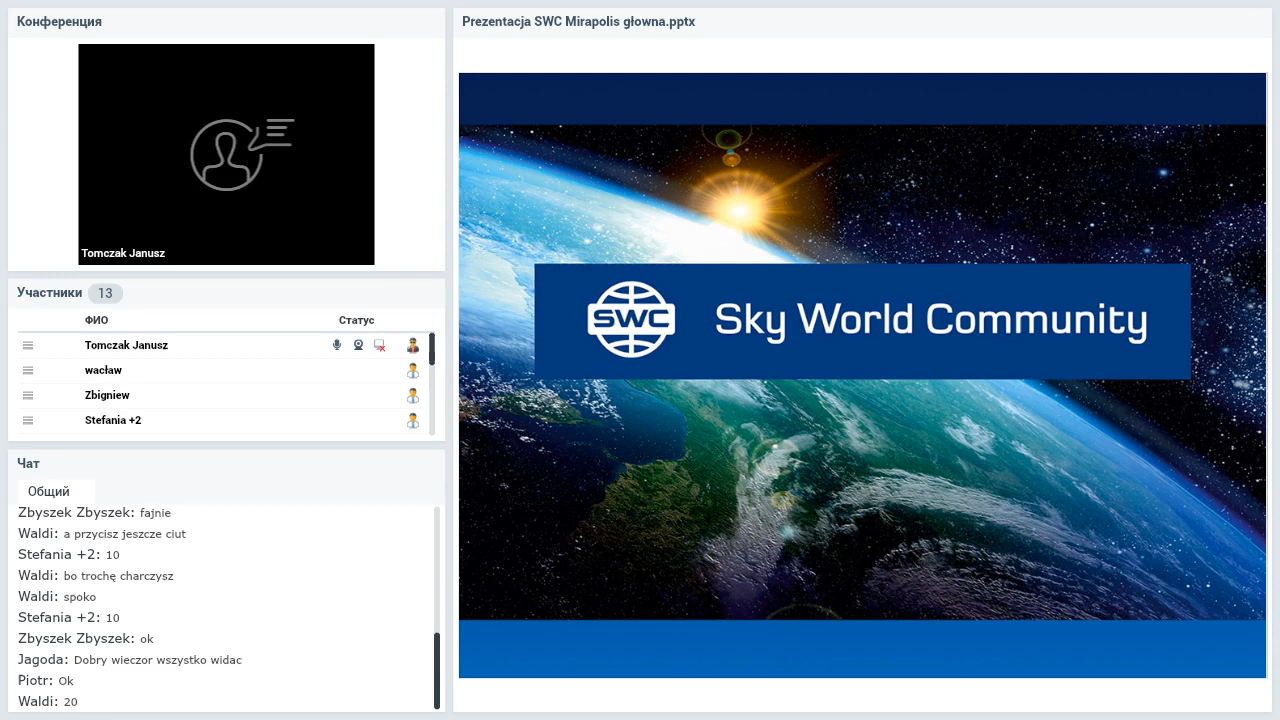 Конференция
Tomczak Janusz
Участники 13
ФИО Статус
Tomczak Janusz
wacław
Zbigniew
Stefania +2
Чат
Общий
Zbyszek Zbyszek: fajnie
Waldi: a przycisz jeszcze ciut
Stefania +2: 10
Waldi: bo trochę charczysz
Waldi: spoko
Stefania +2: 10
Zbyszek Zbyszek: ok
Jagoda: Dobry wieczor wszystko widac
Piotr: Ok
Waldi: 20
Prezentacja SWC Mirapolis głowna.pptx
SWC Sky World Community